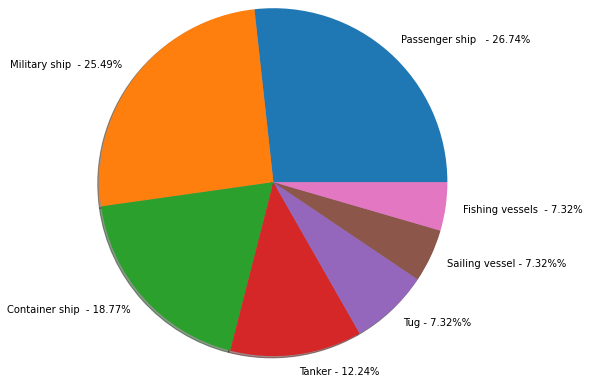 Passenger ship   - 26.74%
Military ship  - 25.49%
Container ship  - 18.77%
Tanker - 12.24%
Tug - 7.32%%
Sailing vessel - 7.32%%
Fishing vessels  - 7.32%